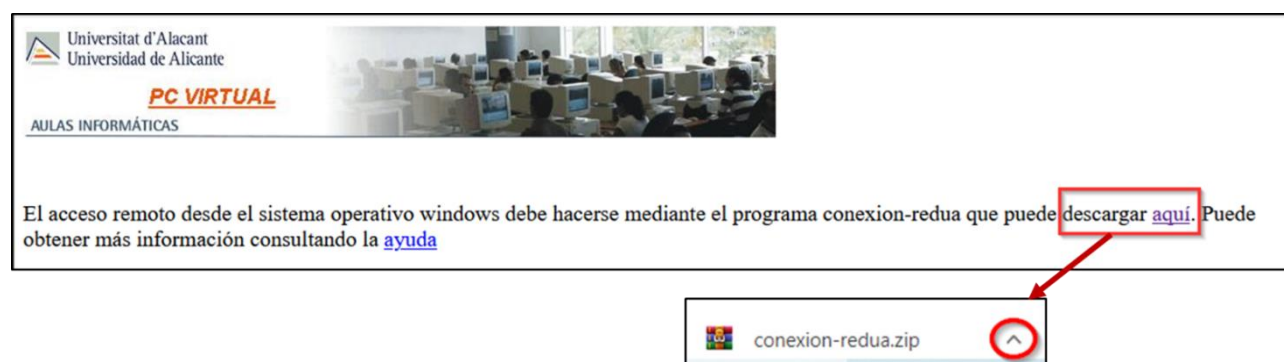 Universitat d'Alacant
Universidad de Alicante
PC VIRTUAL
AULAS INFORMÁTICAS
El acceso remoto desde el sistema operativo windows debe hacerse mediante el programa conexion-redua que puede descargar aquí. Puede
obtener más información consultando la ayuda
conexion-redua.zip